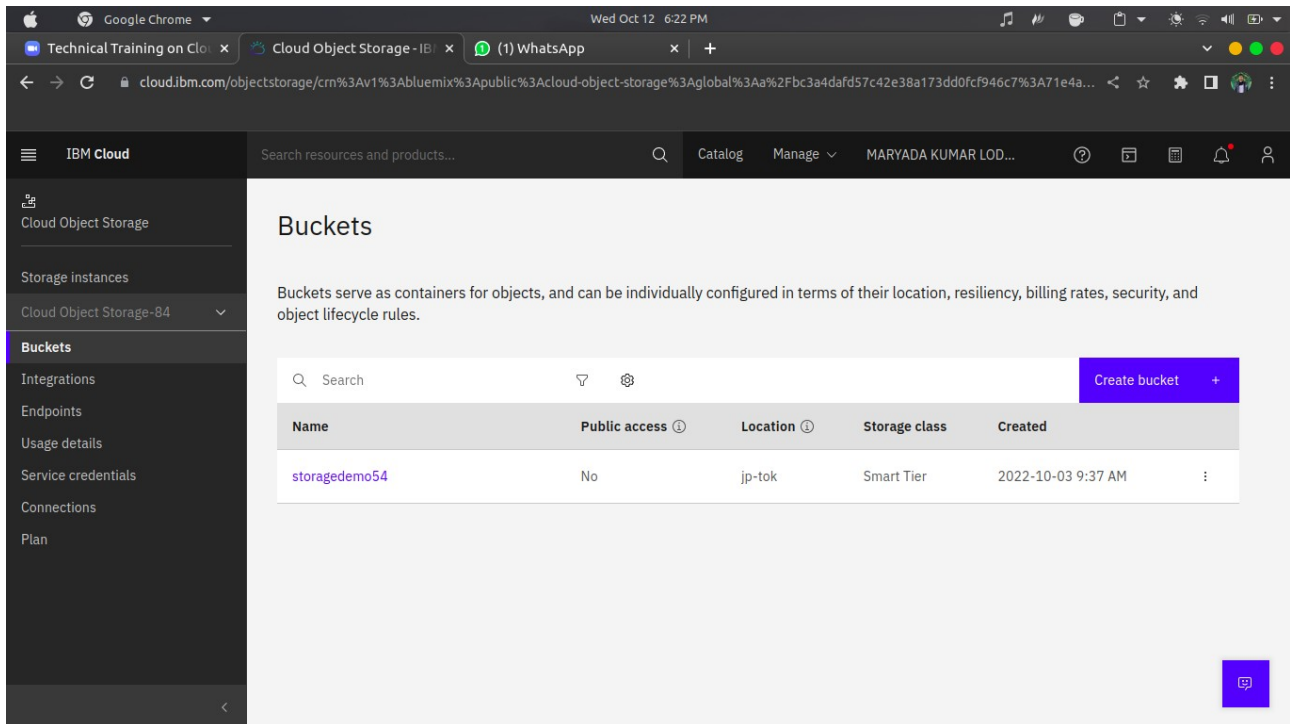 Google Chrome
Wed Oct 12 6:22 PM
Technical Training on Clo
Cloud Object Storage - IB
(1) WhatsApp
cloud.ibm.com/objectstorage/crn%3Av1%3Abluemix%3Apublic%3Acloud-object-storage%3Aglobal%3Aa%2Fbc3a4dafd57c42e38a173dd0fcf946c7%3A71e4a...
IBM Cloud
Search resources and products...
Catalog
Manage
MARYADA KUMAR LOD...
Cloud Object Storage
Storage instances
Cloud Object Storage-84
Buckets
Integrations
Endpoints
Usage details
Service credentials
Connections
Plan
Buckets
Buckets serve as containers for objects, and can be individually configured in terms of their location, resiliency, billing rates, security, and
object lifecycle rules.
Search
Create bucket +
Name Public access Location Storage class Created
storagedemo54 No jp-tok Smart Tier 2022-10-03 9:37 AM